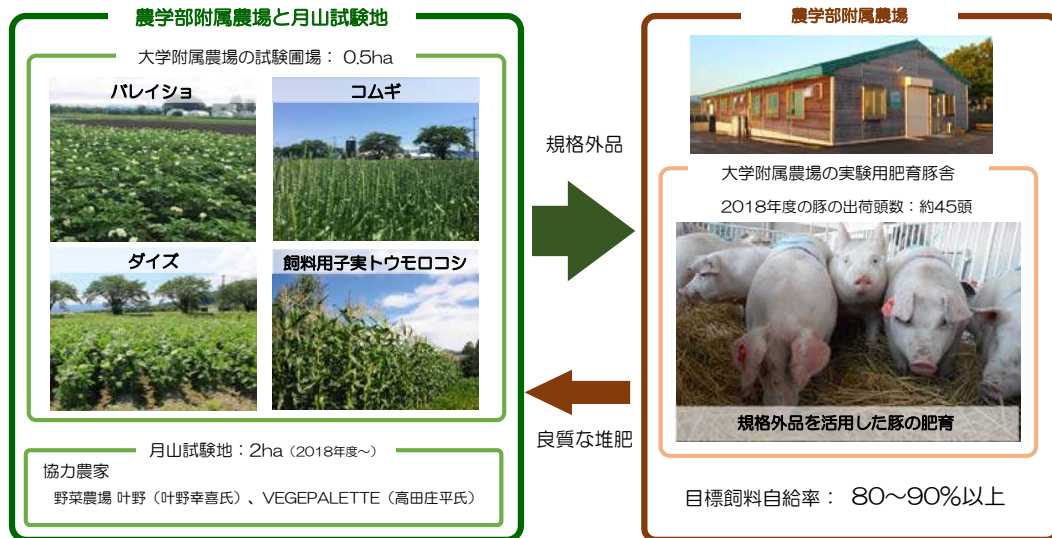 農学部附属農場と月山試験地
大学附属農場の試験圃場： 0.5ha
バレイショ
コムギ
ダイズ
飼料用子実トウモロコシ
月山試験地：2ha（2018年度～）
協力農家
野菜農場 叶野（叶野幸喜氏）、VEGEPALETTE（高田庄平氏）
規格外品
良質な堆肥
農学部附属農場
大学附属農場の実験用肥育豚舎
2018年度の豚の出荷頭数：約45頭
規格外品を活用した豚の肥育
目標飼料自給率： 80～90%以上